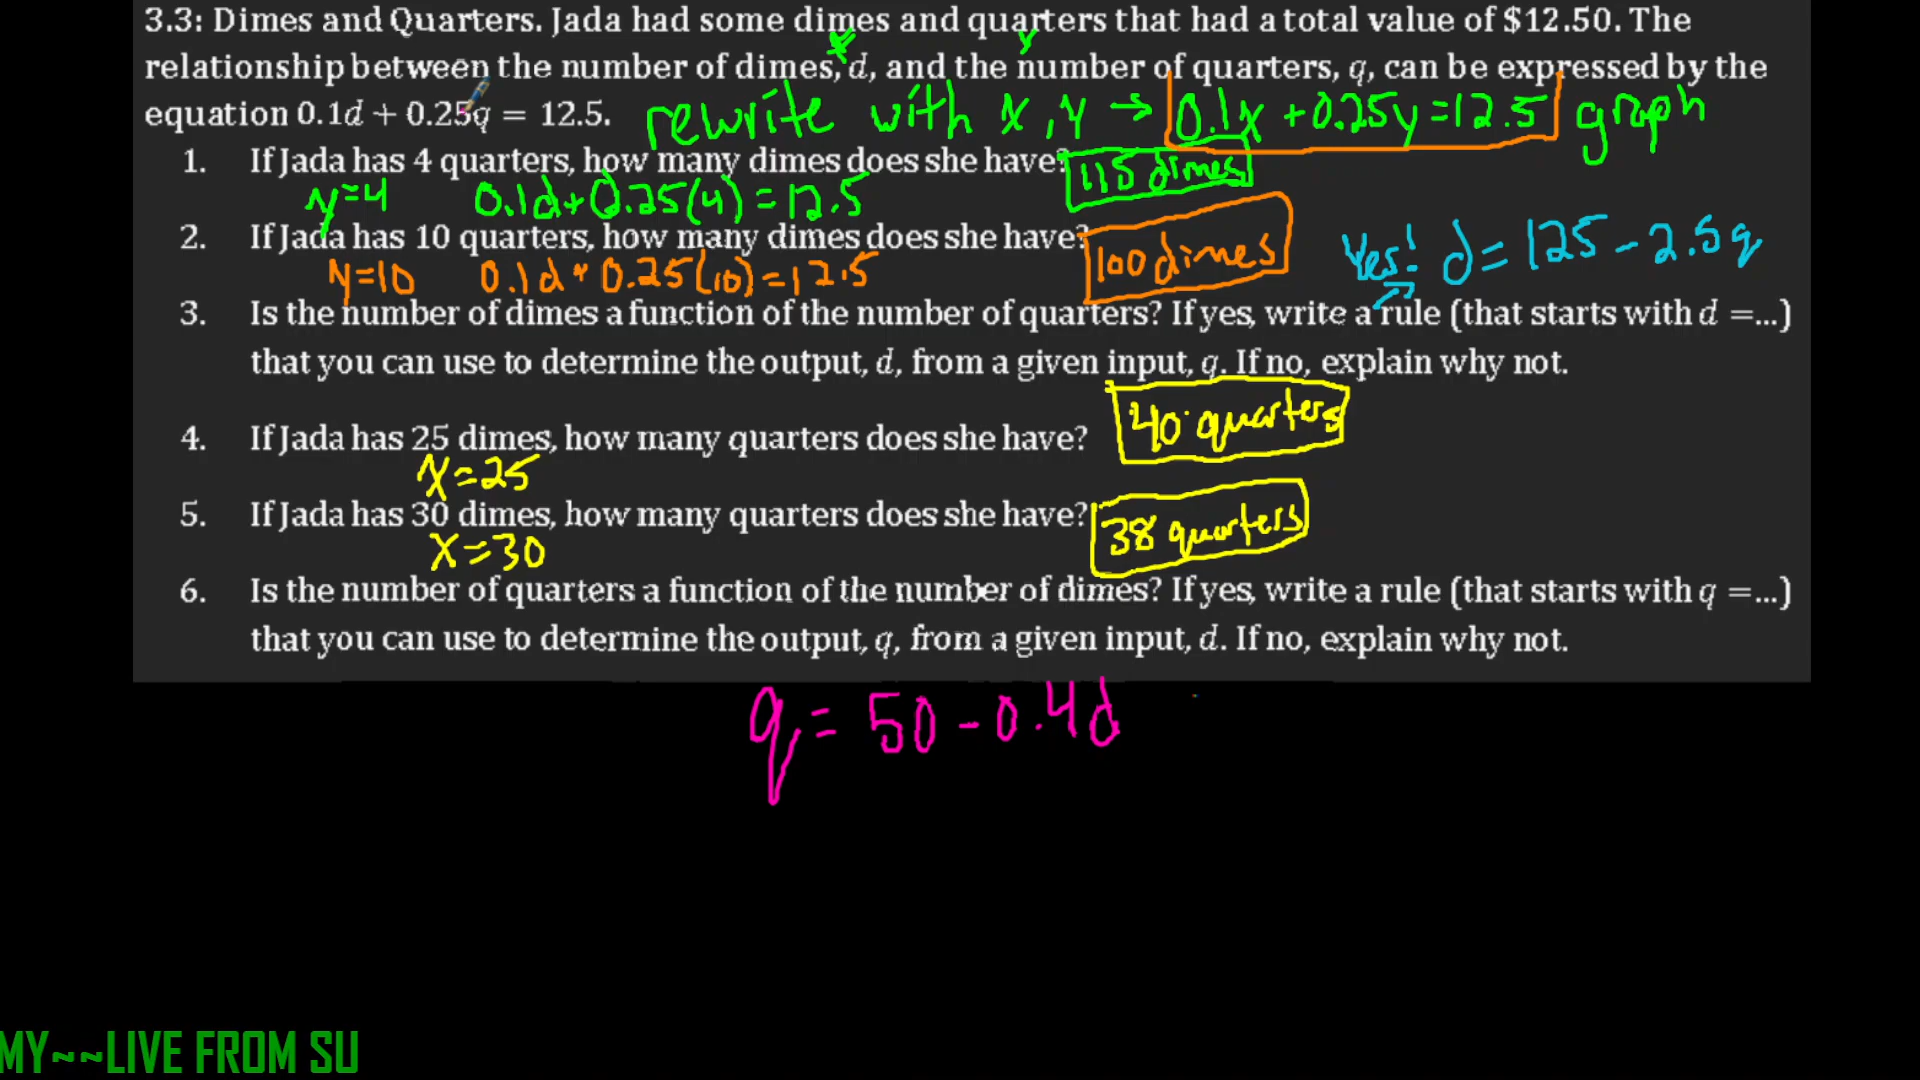 3.3: Dimes and Quarters. Jada had some dimes and quarters that had a total value of $12.50. The
x y
relationship between the number of dimes, d, and the number of quarters, q, can be expressed by the
equation 0.1d + 0.25q = 12.5. rewrite with x, y → 0.1x + 0.25y = 12.5 graph
1. If Jada has 4 quarters, how many dimes does she have? 115 dimes
y=4 0.1d + 0.25(4) = 12.5
2. If Jada has 10 quarters, how many dimes does she have? 100 dimes Yes! d = 125 - 2.5q
y=10 0.1d + 0.25(10) = 12.5
3. Is the number of dimes a function of the number of quarters? If yes, write a rule (that starts with d =...)
that you can use to determine the output, d, from a given input, q. If no, explain why not.
4. If Jada has 25 dimes, how many quarters does she have? 40 quarters
x=25
5. If Jada has 30 dimes, how many quarters does she have? 38 quarters
x=30
6. Is the number of quarters a function of the number of dimes? If yes, write a rule (that starts with q =...)
that you can use to determine the output, q, from a given input, d. If no, explain why not.
q = 50 - 0.4d
MY~~LIVE FROM SU